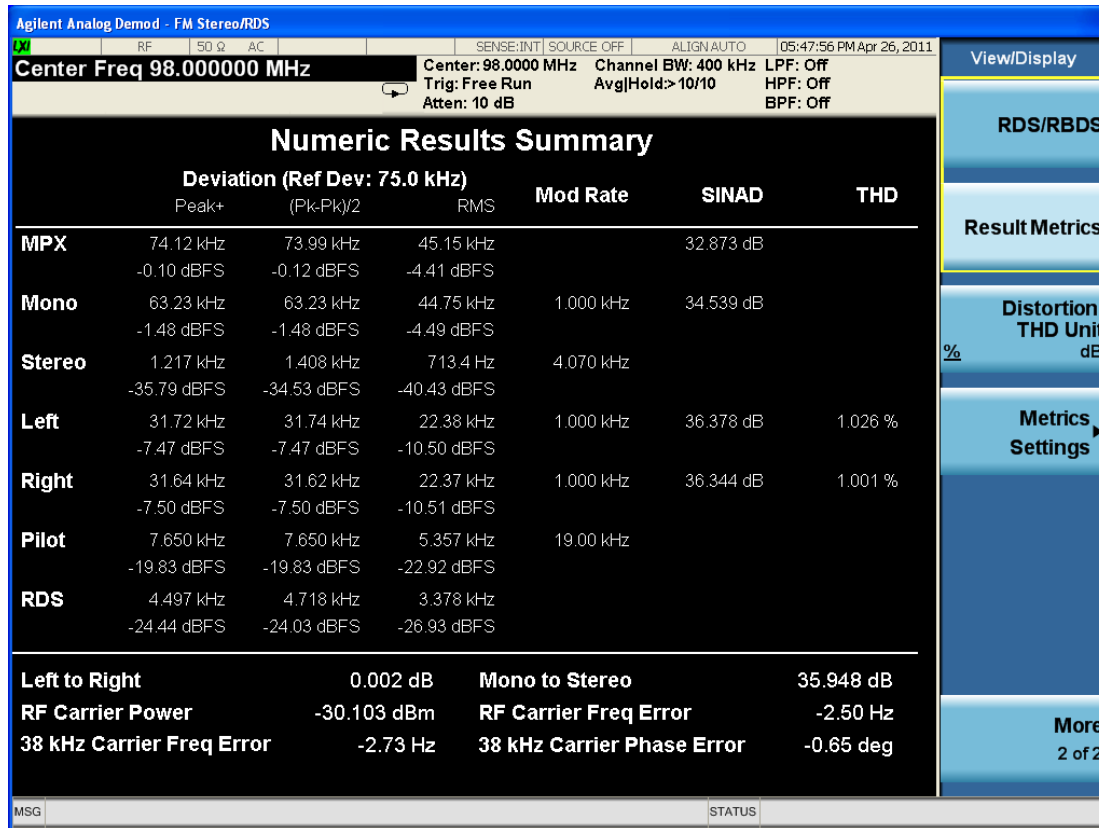 Agilent Analog Demod - FM Stereo/RDS
LXI RF 50 Ω AC SENSE:INT SOURCE OFF ALIGN AUTO 05:47:56 PM Apr 26, 2011
Center Freq 98.000000 MHz
Center: 98.0000 MHz Channel BW: 400 kHz LPF: Off
Trig: Free Run Avg|Hold:> 10/10 HPF: Off
Atten: 10 dB BPF: Off
Numeric Results Summary
Deviation (Ref Dev: 75.0 kHz) Mod Rate SINAD THD
Peak+ (Pk-Pk)/2 RMS
MPX 74.12 kHz 73.99 kHz 45.15 kHz 32.873 dB
-0.10 dBFS -0.12 dBFS -4.41 dBFS
Mono 63.23 kHz 63.23 kHz 44.75 kHz 1.000 kHz 34.539 dB
-1.48 dBFS -1.48 dBFS -4.49 dBFS
Stereo 1.217 kHz 1.408 kHz 713.4 Hz 4.070 kHz
-35.79 dBFS -34.53 dBFS -40.43 dBFS
Left 31.72 kHz 31.74 kHz 22.38 kHz 1.000 kHz 36.378 dB 1.026 %
-7.47 dBFS -7.47 dBFS -10.50 dBFS
Right 31.64 kHz 31.62 kHz 22.37 kHz 1.000 kHz 36.344 dB 1.001 %
-7.50 dBFS -7.50 dBFS -10.51 dBFS
Pilot 7.650 kHz 7.650 kHz 5.357 kHz 19.00 kHz
-19.83 dBFS -19.83 dBFS -22.92 dBFS
RDS 4.497 kHz 4.718 kHz 3.378 kHz
-24.44 dBFS -24.03 dBFS -26.93 dBFS
Left to Right 0.002 dB Mono to Stereo 35.948 dB
RF Carrier Power -30.103 dBm RF Carrier Freq Error -2.50 Hz
38 kHz Carrier Freq Error -2.73 Hz 38 kHz Carrier Phase Error -0.65 deg
MSG STATUS
View/Display
RDS/RBDS
Result Metrics
Distortion
THD Unit
% dB
Metrics
Settings
More
2 of 2